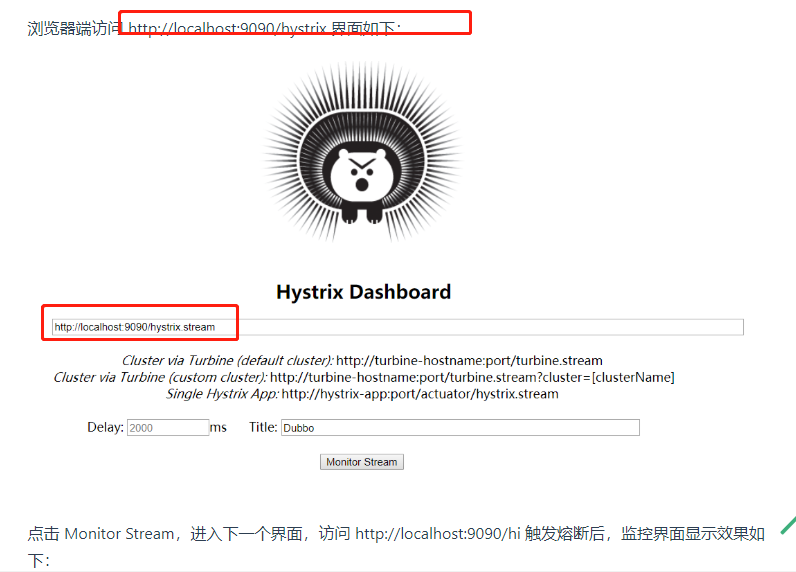 浏览器端访问 http://localhost:9090/hystrix 界面如下：
Hystrix Dashboard
http://localhost:9090/hystrix.stream
Cluster via Turbine (default cluster): http://turbine-hostname:port/turbine.stream
Cluster via Turbine (custom cluster): http://turbine-hostname:port/turbine.stream?cluster=[clusterName]
Single Hystrix App: http://hystrix-app:port/actuator/hystrix.stream
Delay: 2000 ms Title: Dubbo
Monitor Stream
点击 Monitor Stream，进入下一个界面，访问 http://localhost:9090/hi 触发熔断后，监控界面显示效果如
下：